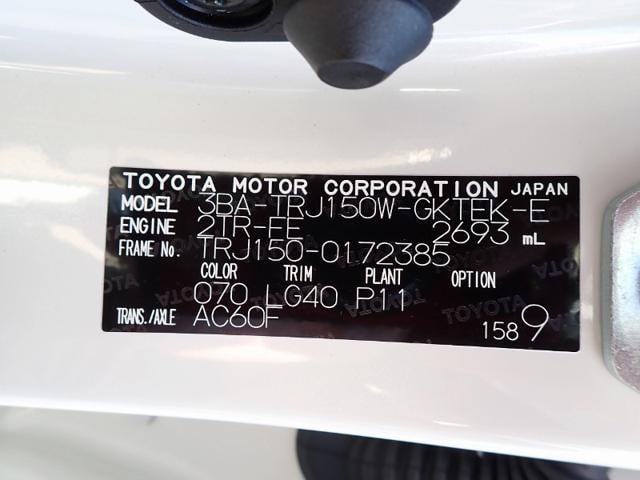 TOYOTA MOTOR CORPORATION JAPAN
MODEL 3BA-TRJ150W-GKTEK-E
ENGINE 2TR-FE 2693 mL
FRAME No. TRJ150-0172385
COLOR TRIM PLANT OPTION
070 LG40 P11
TRANS./AXLE AC60F 1589